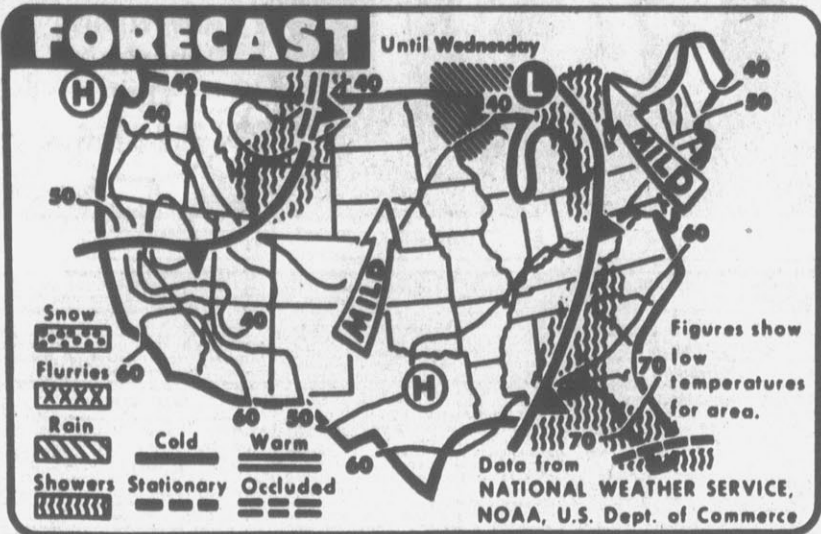 FORECAST
Until Wednesday
H
40
40
40
L
40
50
40
50
MILD
60
MILD
40
H
60
60
50
60
70
70
Snow
Flurries
Rain
Showers
Cold
Warm
Stationary
Occluded
Figures show
low
temperatures
for area.
Data from
NATIONAL WEATHER SERVICE,
NOAA, U.S. Dept. of Commerce